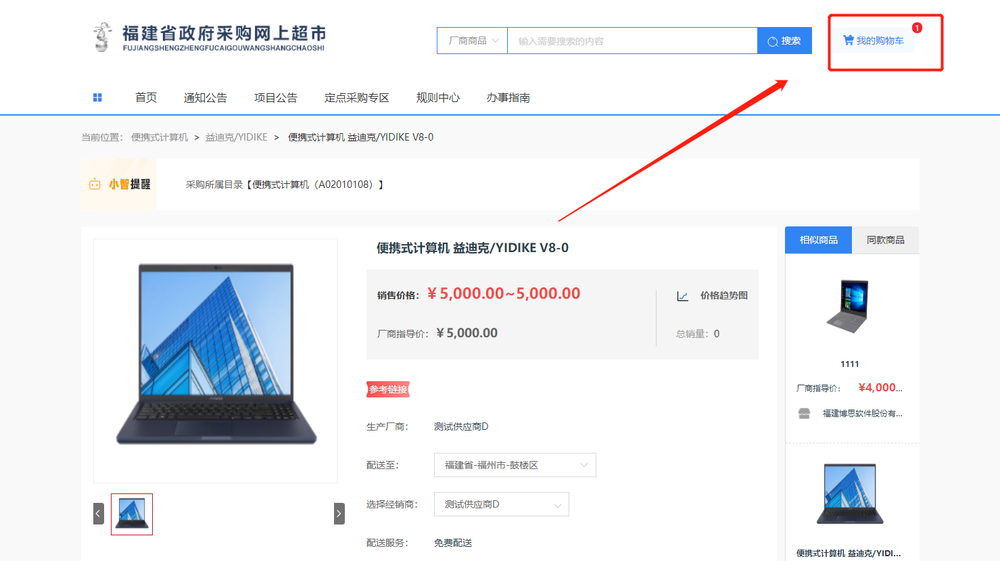 福建省政府采购网上超市
FUJIANGSHENGZHENGFUCAIGOUWANGSHANGCHAOSHI
厂商商品
输入需要搜索的内容
搜索
我的购物车
1
首页 通知公告 项目公告 定点采购专区 规则中心 办事指南
当前位置： 便携式计算机 > 益迪克/YIDIKE > 便携式计算机 益迪克/YIDIKE V8-0
小智提醒
采购所属目录【便携式计算机（A02010108）】
便携式计算机 益迪克/YIDIKE V8-0
销售价格： ¥5,000.00~5,000.00
价格趋势图
厂商指导价： ¥5,000.00
总销量：0
参考链接
生产厂商： 测试供应商D
配送至： 福建省-福州市-鼓楼区
选择经销商： 测试供应商D
配送服务： 免费配送
相似商品 同款商品
1111
厂商指导价： ¥4,000...
福建博思软件股份有...
便携式计算机 益迪克/YIDI...